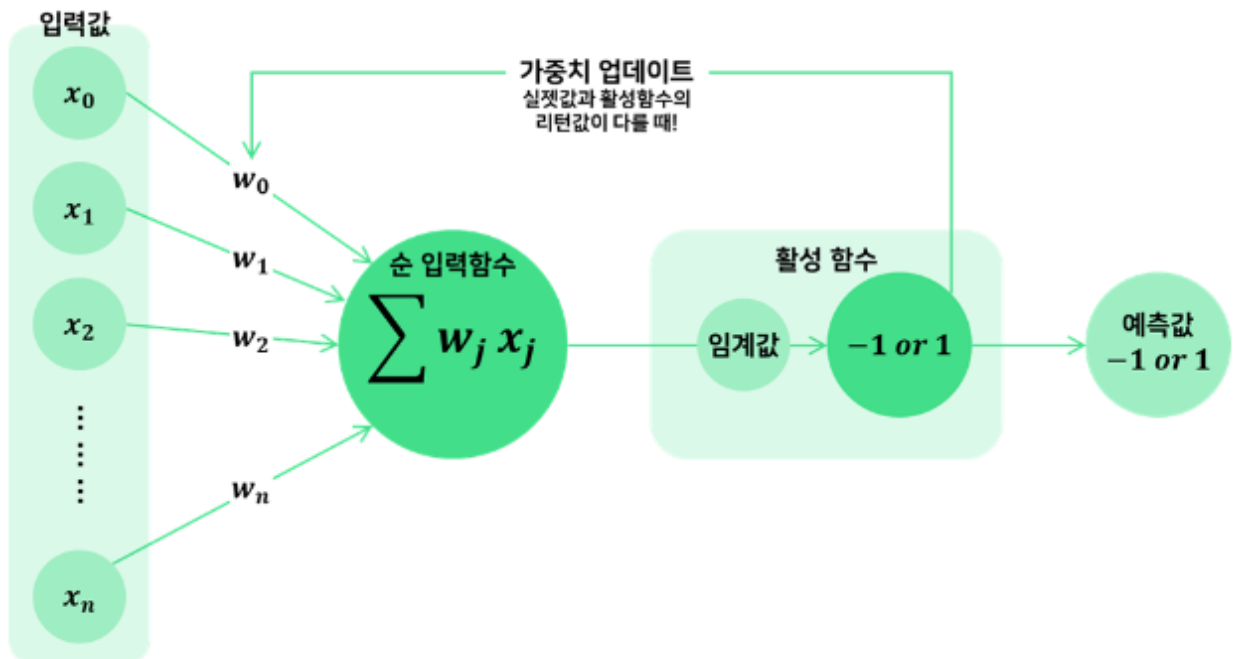 입력값
x₀
x₁
x₂
⋮
⋮
xₙ
w₀
w₁
w₂
wₙ
가중치 업데이트
실젯값과 활성함수의
리턴값이 다를 때!
순 입력함수
∑ wⱼ xⱼ
활성 함수
임계값
−1 or 1
예측값
−1 or 1